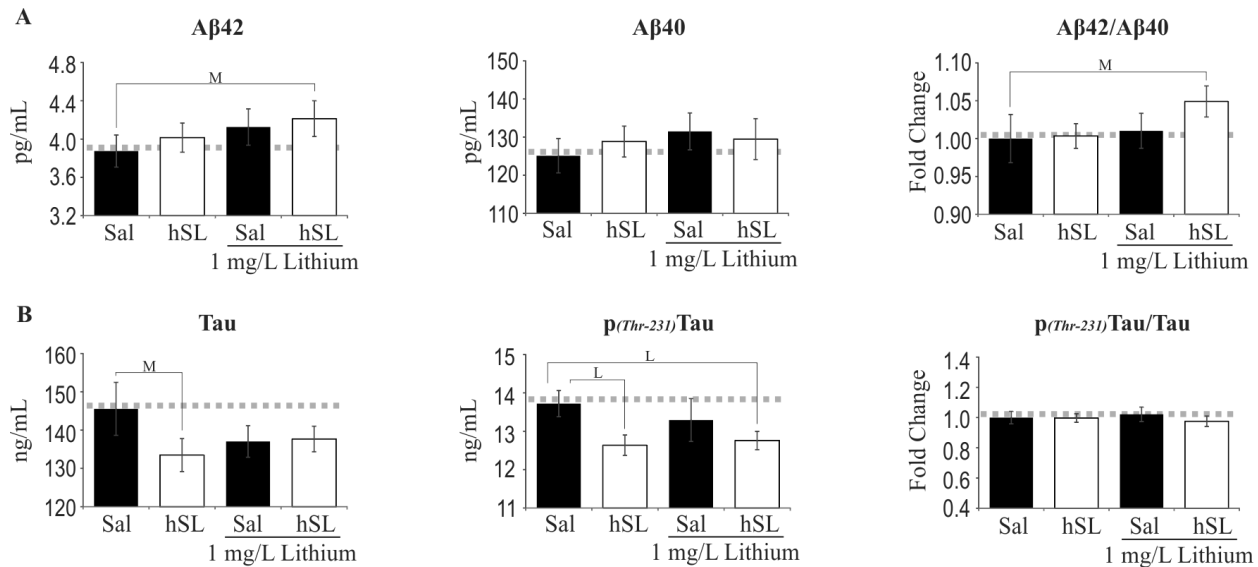 A
Aβ42
Aβ40
Aβ42/Aβ40
pg/mL
4.8
4.4
4.0
3.6
3.2
M
Sal hSL Sal hSL
1 mg/L Lithium
pg/mL
160
150
140
130
120
110
Sal hSL Sal hSL
1 mg/L Lithium
Fold Change
1.10
1.05
1.00
0.95
0.90
M
Sal hSL Sal hSL
1 mg/L Lithium
B
Tau
p(Thr-231)Tau
p(Thr-231)Tau/Tau
ng/mL
160
150
140
130
120
M
Sal hSL Sal hSL
1 mg/L Lithium
ng/mL
15
14
13
12
11
L
L
Sal hSL Sal hSL
1 mg/L Lithium
Fold Change
1.4
1.2
1.0
0.8
0.6
0.4
Sal hSL Sal hSL
1 mg/L Lithium